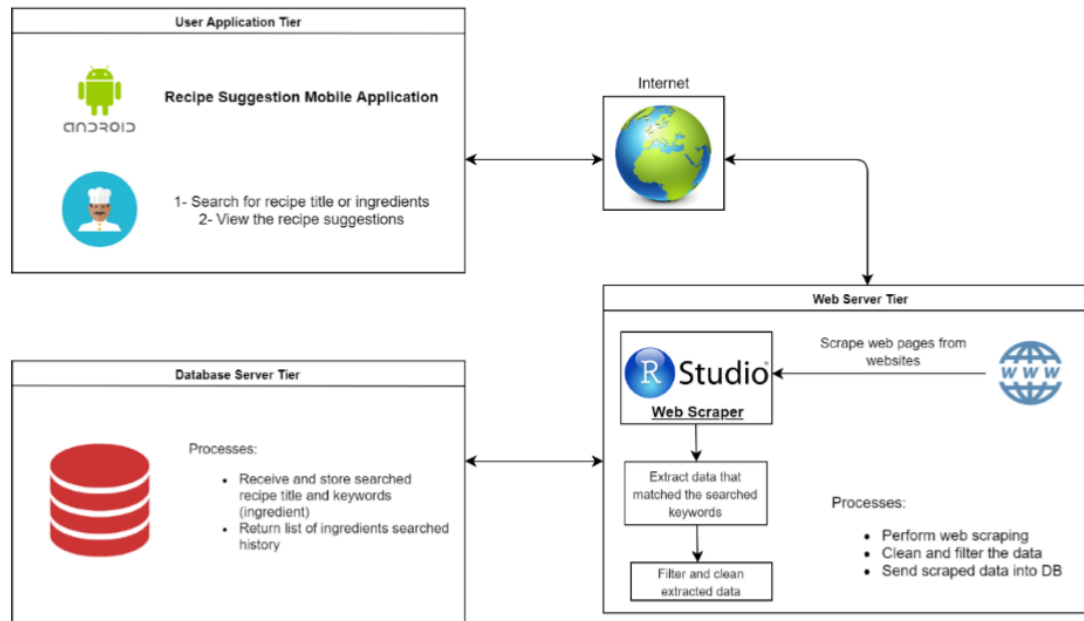 User Application Tier
ANDROID
Recipe Suggestion Mobile Application
1- Search for recipe title or ingredients
2- View the recipe suggestions
Internet
Web Server Tier
R Studio®
Web Scraper
Scrape web pages from
websites
www
Extract data that
matched the searched
keywords
Filter and clean
extracted data
Processes:
• Perform web scraping
• Clean and filter the data
• Send scraped data into DB
Database Server Tier
Processes:
• Receive and store searched
recipe title and keywords
(ingredient)
• Return list of ingredients searched
history